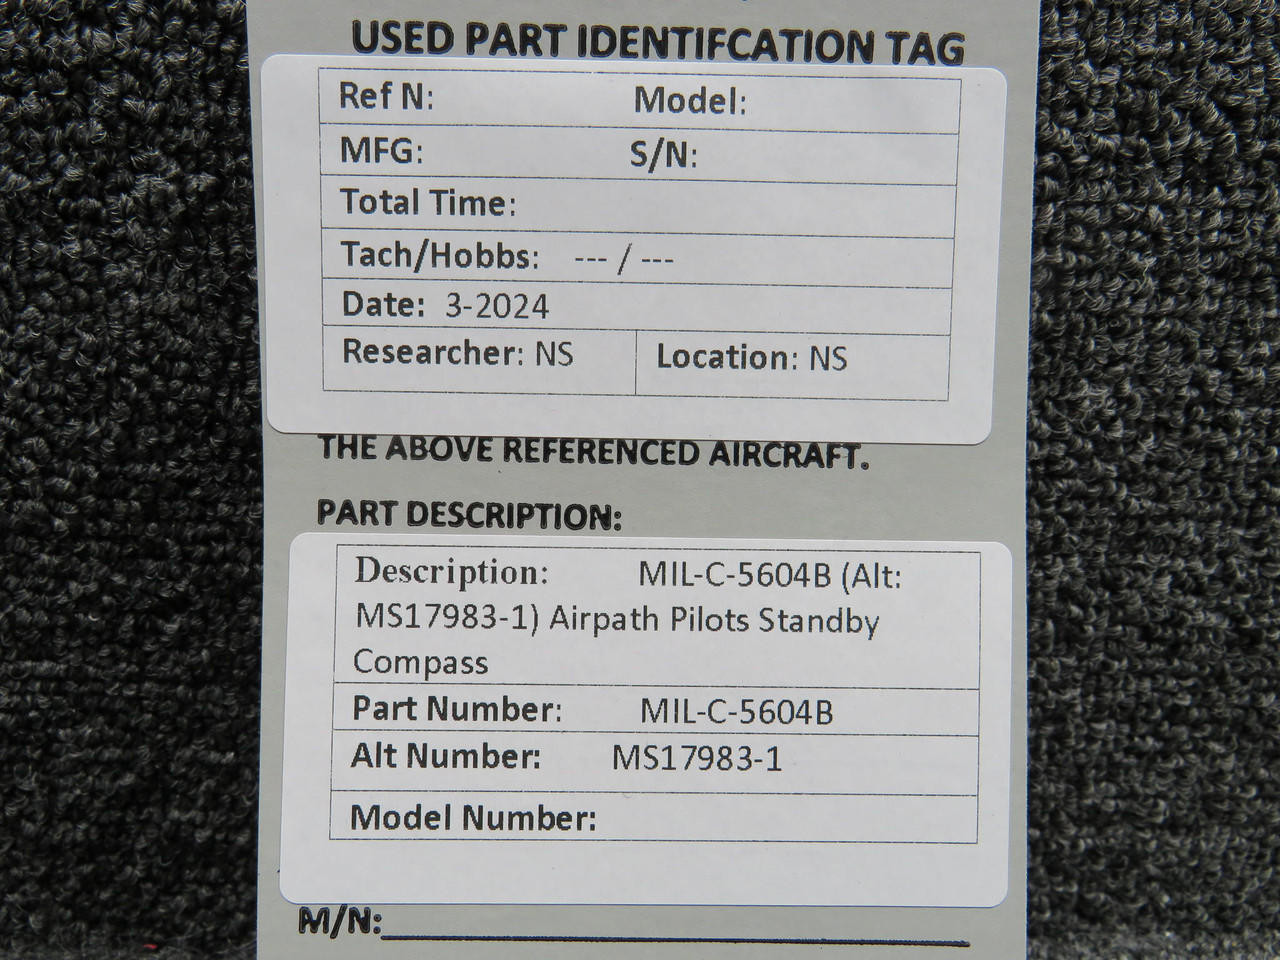 USED PART IDENTIFCATION TAG
Ref N: Model:
MFG: S/N:
Total Time:
Tach/Hobbs: --- / ---
Date: 3-2024
Researcher: NS Location: NS
THE ABOVE REFERENCED AIRCRAFT.
PART DESCRIPTION:
Description: MIL-C-5604B (Alt:
MS17983-1) Airpath Pilots Standby
Compass
Part Number: MIL-C-5604B
Alt Number: MS17983-1
Model Number:
M/N: